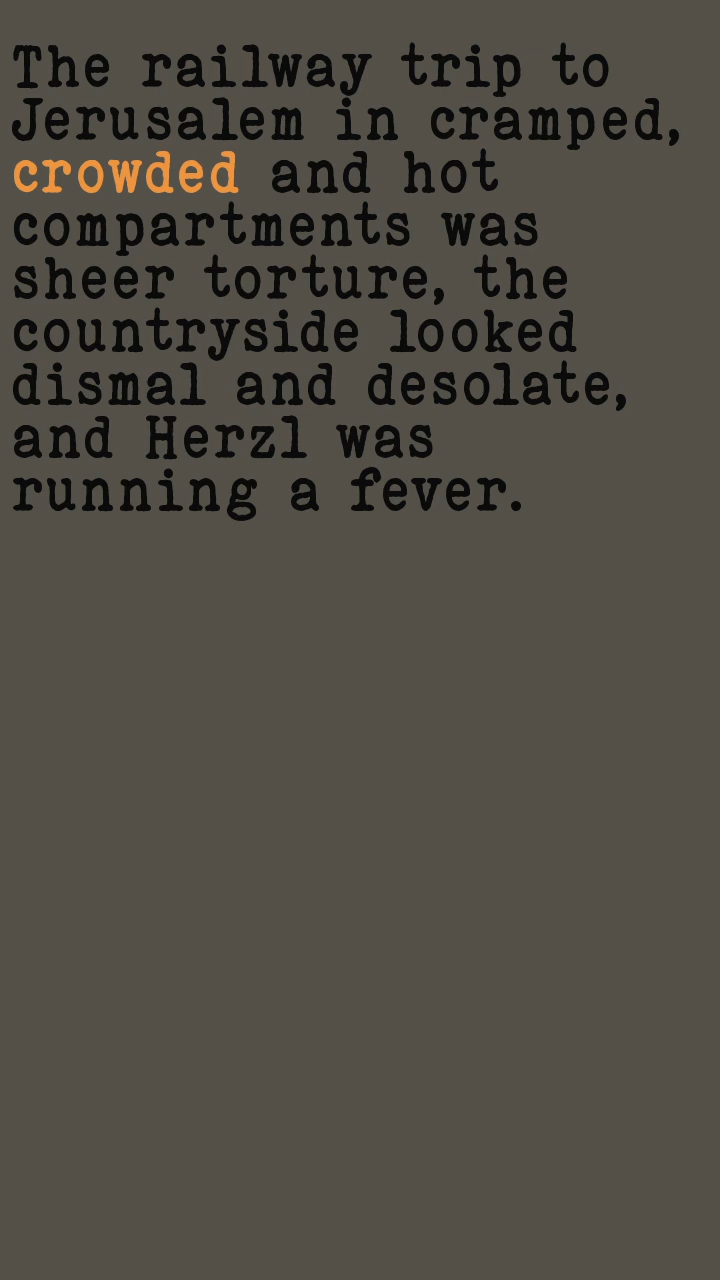 The railway trip to
Jerusalem in cramped,
crowded and hot
compartments was
sheer torture, the
countryside looked
dismal and desolate,
and Herzl was
running a fever.